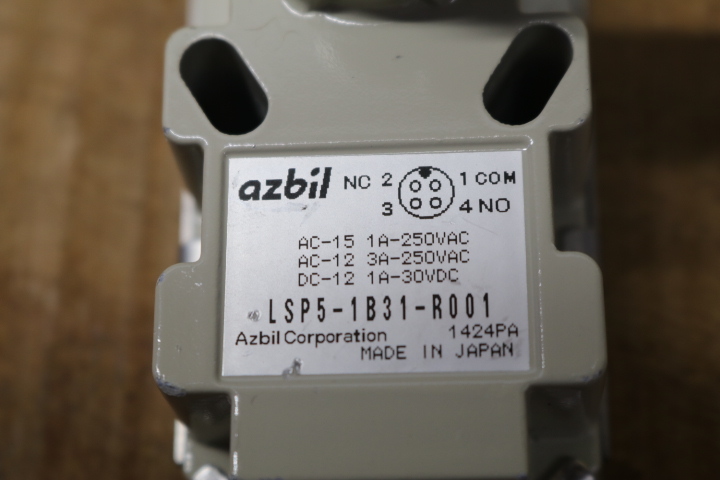 azbil NC 2 1 COM
3 4 NO
AC-15 1A-250VAC
AC-12 3A-250VAC
DC-12 1A-30VDC
LSP5-1B31-R001
Azbil Corporation 1424PA
MADE IN JAPAN